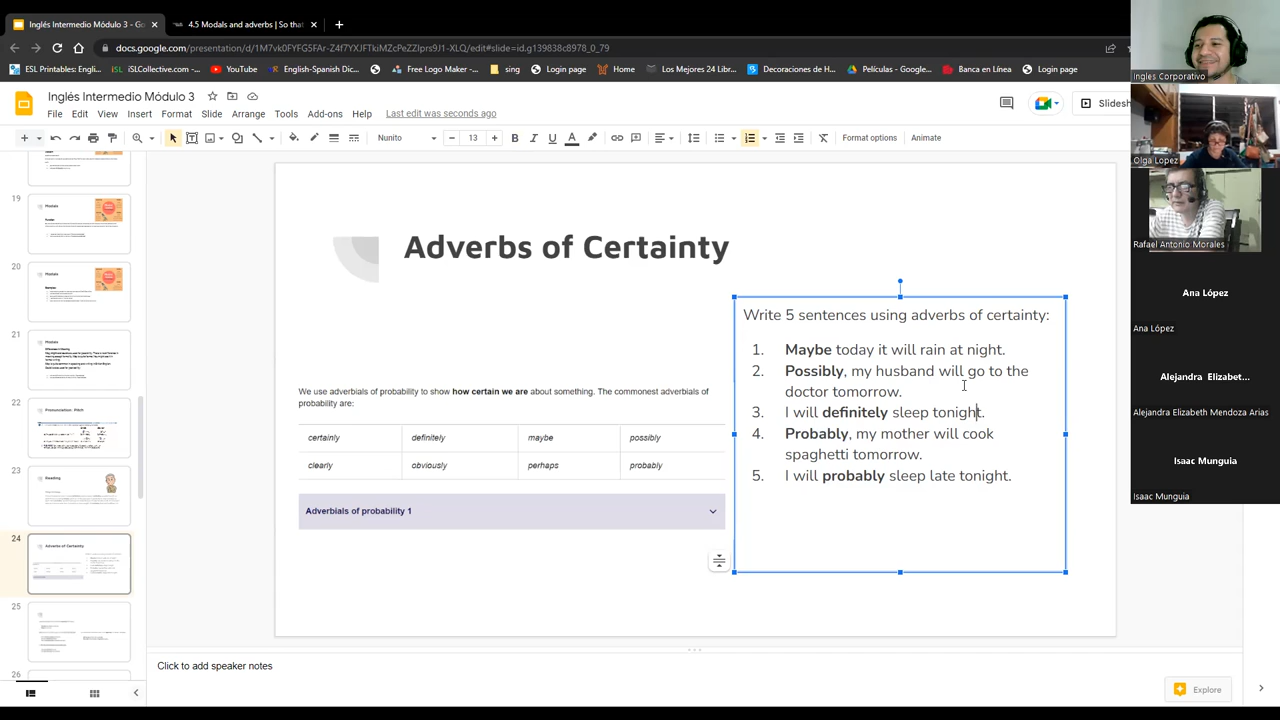 Inglés Intermedio Módulo 3 - Go
4.5 Modals and adverbs | So that
docs.google.com/presentation/d/1M7vk0FYFG5FAr-Z4f7YXJFTkiMZcPeZZIprs9J1-XLQ/edit#slide=id.g139838c8978_0_79
ESL Printables: Engli...
iSLCollective.com -...
YouTube
English-Spanish Dic...
Free Logo Maker -...
Blog
Login page
Home
Los Mejores 24 Libr...
Depuraciones de H...
Películas - Google...
Banca en Línea
Login page
Inglés Intermedio Módulo 3
File Edit View Insert Format Slide Arrange Tools Add-ons Help
Last edit was seconds ago
Slidesh
Nunito
13
Format options
Animate
19
20
21
22
23
24
25
26
Adverbs of Certainty
We use adverbs of probability to show how certain we are about something. The commonest adverbials of
probability are:
certainly definitely maybe possibly
clearly obviously perhaps probably
Adverbials of probability 1
Write 5 sentences using adverbs of certainty:
1. Maybe today it will rain at night.
2. Possibly, my husband will go to the
doctor tomorrow.
3. I will definitely sleep tonight.
4. Probably, my mother will cook
spaghetti tomorrow.
5. I will probably sleep late tonight.
Click to add speaker notes
Explore
Ingles Corporativo
Olga Lopez
Rafael Antonio Morales
Ana López
Ana López
Alejandra Elizabet...
Alejandra Elizabeth Mendoza Arias
Isaac Munguia
Isaac Munguia